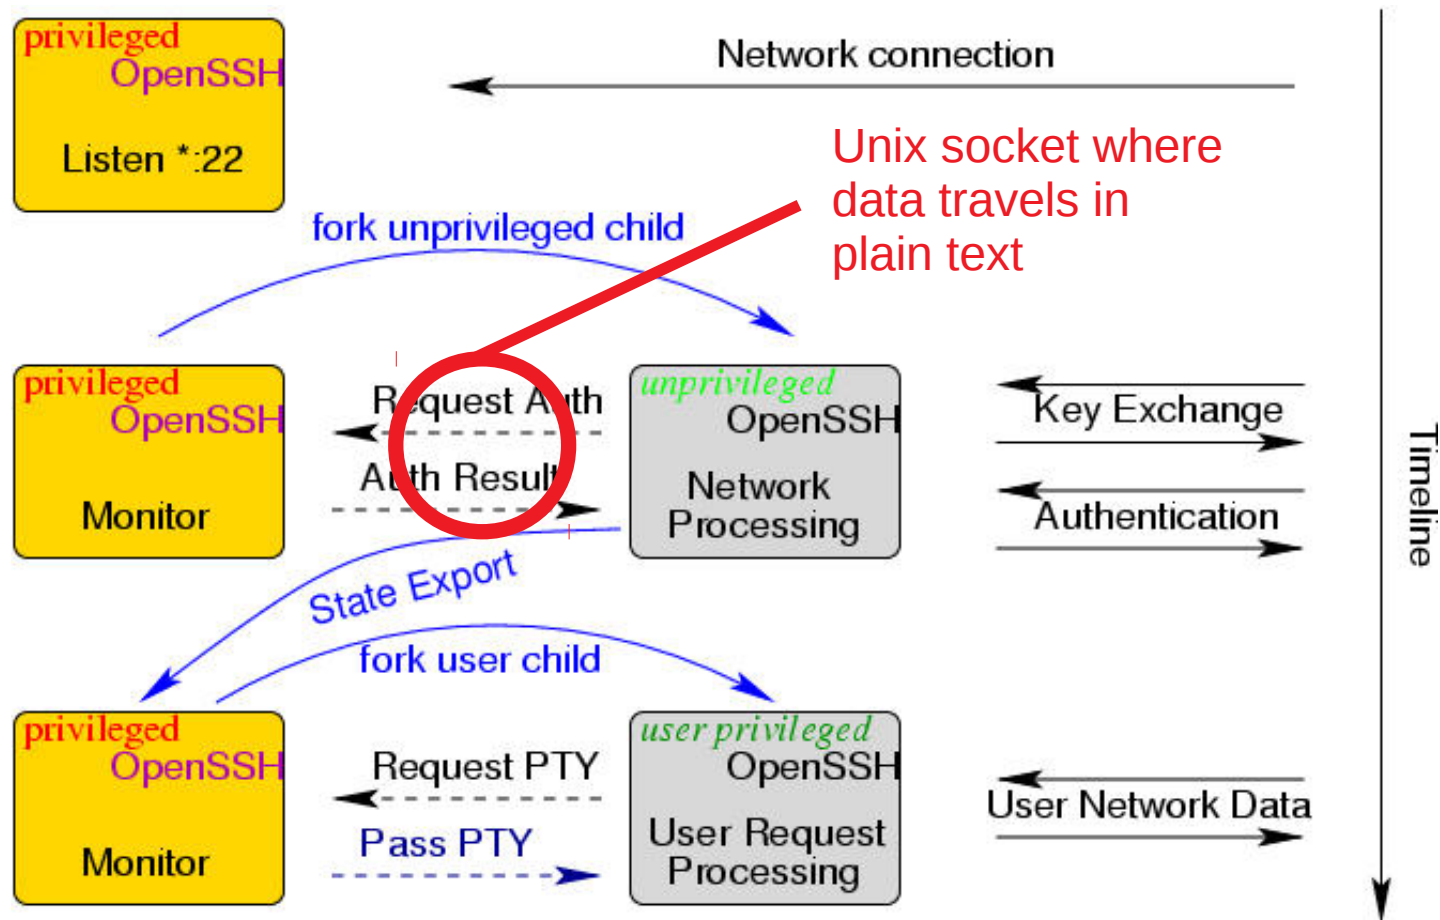 privileged
OpenSSH
Listen *:22
Network connection
Unix socket where
data travels in
plain text
fork unprivileged child
privileged
OpenSSH
Monitor
Request Auth
Auth Result
unprivileged
OpenSSH
Network
Processing
Key Exchange
Authentication
Timeline
State Export
fork user child
privileged
OpenSSH
Monitor
Request PTY
Pass PTY
user privileged
OpenSSH
User Request
Processing
User Network Data